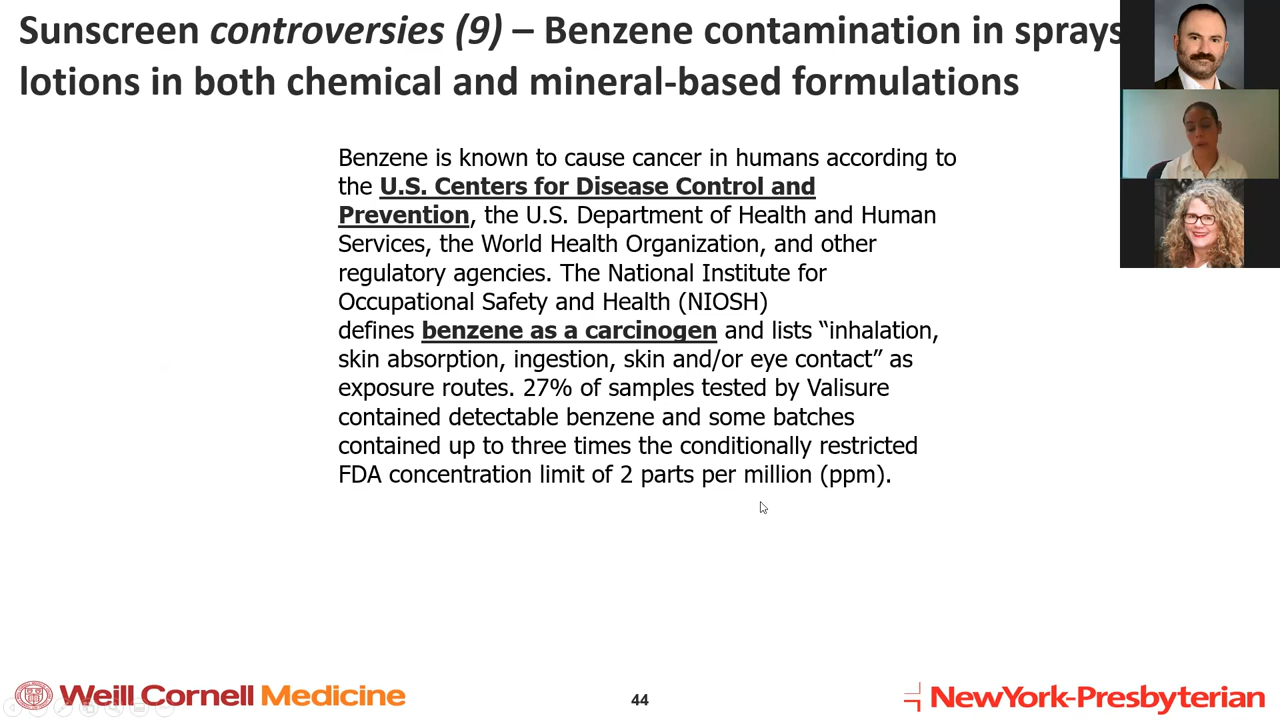 Sunscreen controversies (9) – Benzene contamination in sprays
lotions in both chemical and mineral-based formulations
Benzene is known to cause cancer in humans according to
the U.S. Centers for Disease Control and
Prevention, the U.S. Department of Health and Human
Services, the World Health Organization, and other
regulatory agencies. The National Institute for
Occupational Safety and Health (NIOSH)
defines benzene as a carcinogen and lists “inhalation,
skin absorption, ingestion, skin and/or eye contact” as
exposure routes. 27% of samples tested by Valisure
contained detectable benzene and some batches
contained up to three times the conditionally restricted
FDA concentration limit of 2 parts per million (ppm).
Weill Cornell Medicine
44
NewYork-Presbyterian